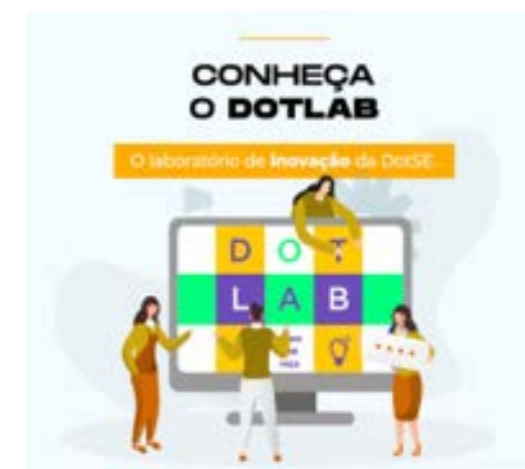 CONHEÇA
O DOTLAB
O laboratório de inovação da DotSE
D O T
L A B